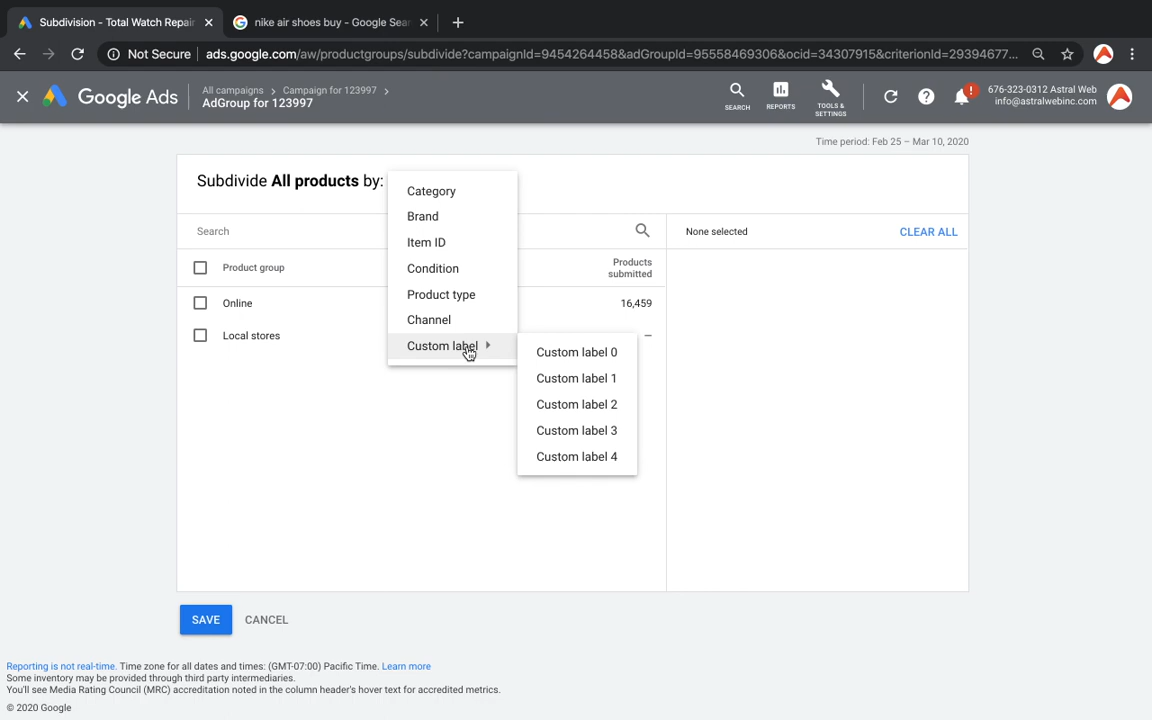 Subdivision - Total Watch Repair
nike air shoes buy - Google Sear
Not Secure
ads.google.com/aw/productgroups/subdivide?campaignId=9454264458&adGroupId=95558469306&ocid=34307915&criterionId=29394677...
Google Ads
All campaigns > Campaign for 123997 >
AdGroup for 123997
SEARCH
REPORTS
TOOLS &
SETTINGS
!
676-323-0312 Astral Web
info@astralwebinc.com
Time period: Feb 25 – Mar 10, 2020
Subdivide All products by:
Category
Brand
Item ID
Condition
Product type
Channel
Custom label
Custom label 0
Custom label 1
Custom label 2
Custom label 3
Custom label 4
Search
None selected
CLEAR ALL
Product group
Products
submitted
Online
16,459
Local stores
–
SAVE
CANCEL
Reporting is not real-time. Time zone for all dates and times: (GMT-07:00) Pacific Time. Learn more
Some inventory may be provided through third party intermediaries.
You'll see Media Rating Council (MRC) accreditation noted in the column header's hover text for accredited metrics.
© 2020 Google